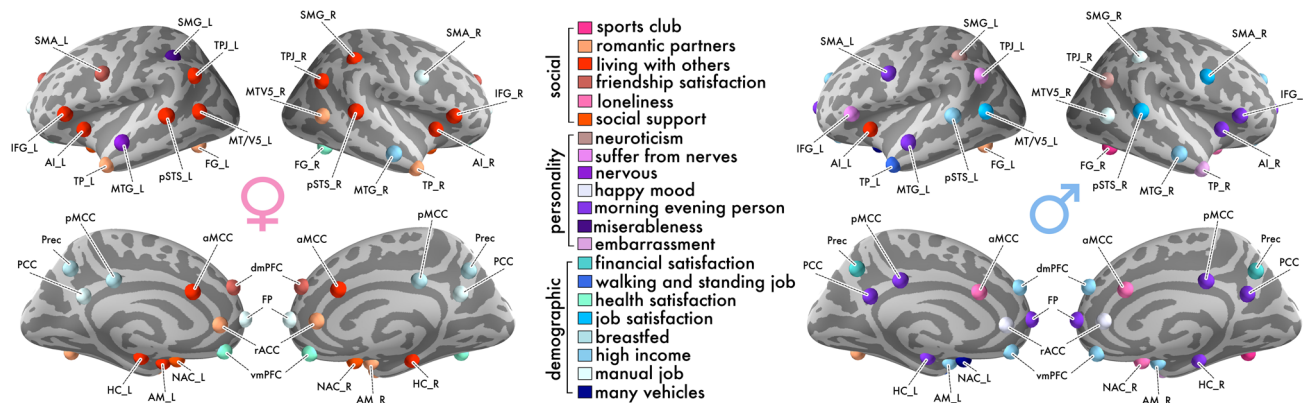 SMG_L
SMA_L
TPJ_L
IFG_L
AI_L
TP_L
MTG_L
pSTS_L
FG_L
MT/V5_L
SMG_R
SMA_R
TPJ_R
MTV5_R
IFG_R
FG_R
pSTS_R
MTG_R
TP_R
AI_R
pMCC
Prec
PCC
aMCC
dmPFC
FP
rACC
vmPFC
HC_L
AM_L
NAC_L
aMCC
pMCC
Prec
PCC
NAC_R
AM_R
HC_R
social
sports club
romantic partners
living with others
friendship satisfaction
loneliness
social support
personality
neuroticism
suffer from nerves
nervous
happy mood
morning evening person
miserableness
embarrassment
demographic
financial satisfaction
walking and standing job
health satisfaction
job satisfaction
breastfed
high income
manual job
many vehicles
SMG_L
SMA_L
TPJ_L
IFG_L
AI_L
TP_L
MTG_L
pSTS_L
FG_L
MT/V5_L
SMG_R
SMA_R
TPJ_R
MTV5_R
IFG_
FG_R
pSTS_R
MTG_R
TP_R
AI_R
pMCC
Prec
PCC
aMCC
dmPFC
FP
rACC
vmPFC
HC_L
AM_L
NAC_L
aMCC
pMCC
Prec
PCC
NAC_R
AM_R
HC_R